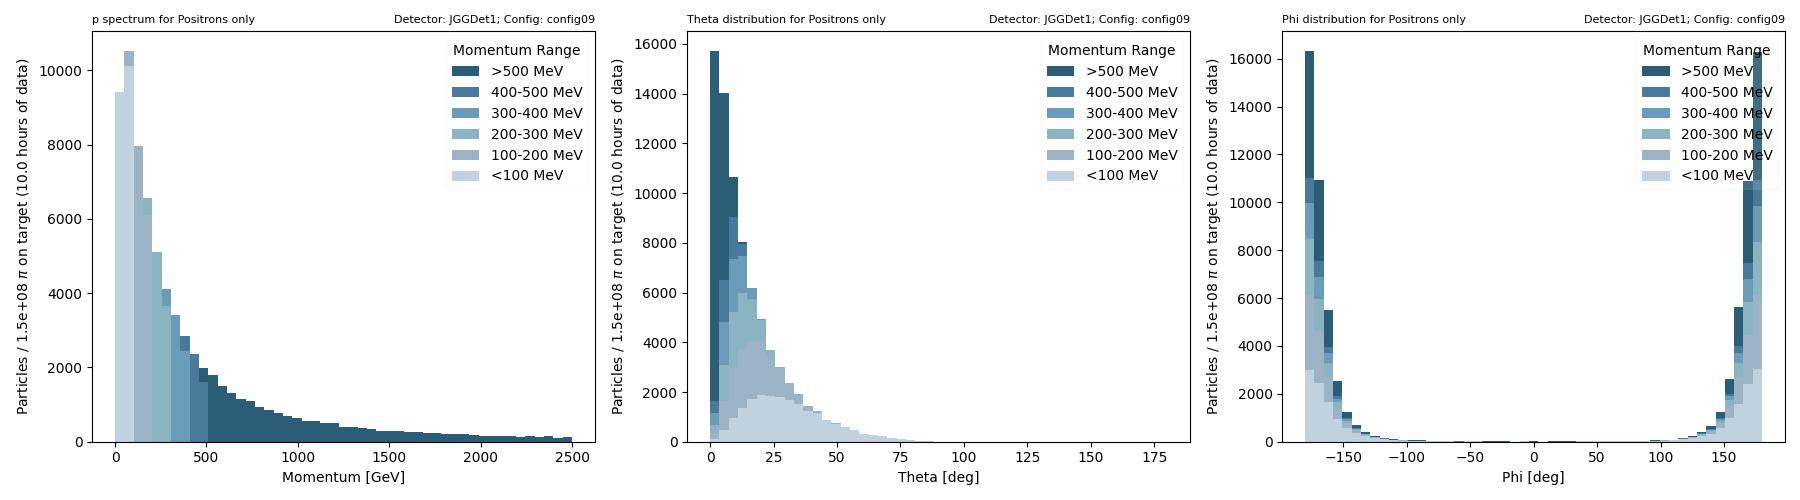 p spectrum for Positrons only
Detector: JGGDet1; Config: config09
Particles / 1.5e+08 π on target (10.0 hours of data)
10000
8000
6000
4000
2000
0
Momentum Range
>500 MeV
400-500 MeV
300-400 MeV
200-300 MeV
100-200 MeV
<100 MeV
0
500
1000
1500
2000
2500
Momentum [GeV]
Theta distribution for Positrons only
Detector: JGGDet1; Config: config09
Particles / 1.5e+08 π on target (10.0 hours of data)
16000
14000
12000
10000
8000
6000
4000
2000
0
Momentum Range
>500 MeV
400-500 MeV
300-400 MeV
200-300 MeV
100-200 MeV
<100 MeV
0
25
50
75
100
125
150
175
Theta [deg]
Phi distribution for Positrons only
Detector: JGGDet1; Config: config09
Particles / 1.5e+08 π on target (10.0 hours of data)
16000
14000
12000
10000
8000
6000
4000
2000
0
Momentum Range
>500 MeV
400-500 MeV
300-400 MeV
200-300 MeV
100-200 MeV
<100 MeV
−150
−100
−50
0
50
100
150
Phi [deg]